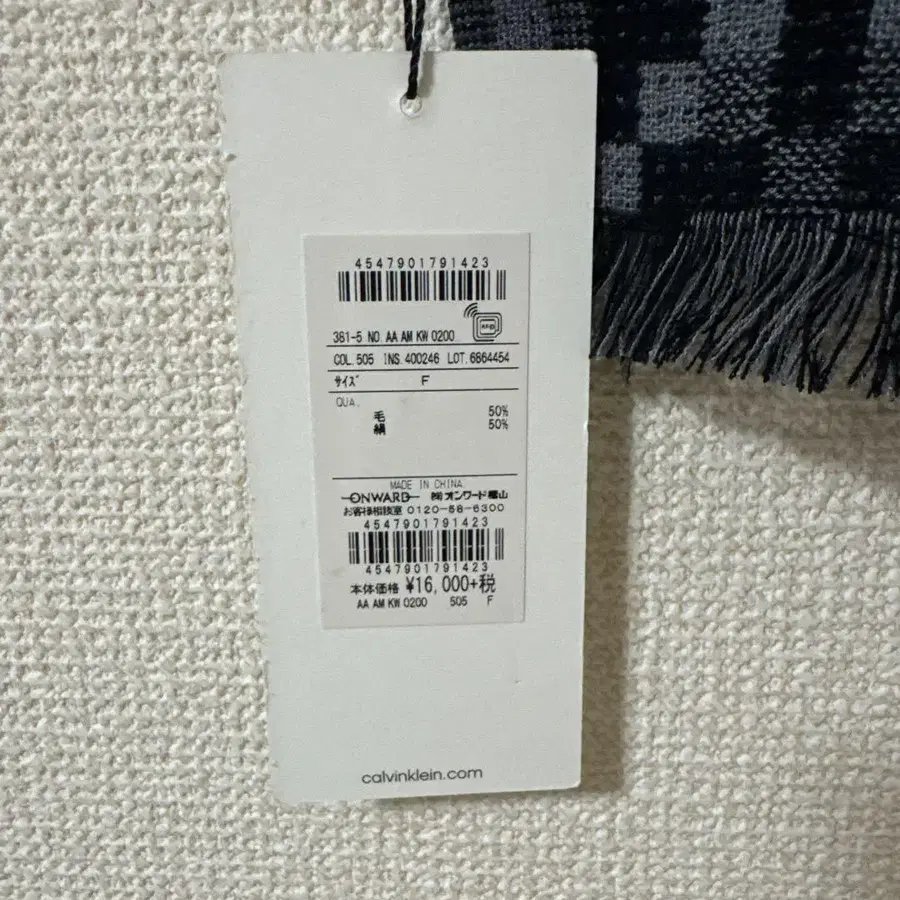 4547901791423
RFID
361-5 NO. AA AM KW 0200
COL. 505 INS. 400246 LOT. 6864454
サイズ F
QUA.
毛 50%
絹 50%
MADE IN CHINA.
ONWARD ㈱オンワード樫山
お客様相談室 0120-58-6300
4547901791423
4547901791423
本体価格 ¥16,000+税
AA AM KW 0200 505 F
calvinklein.com